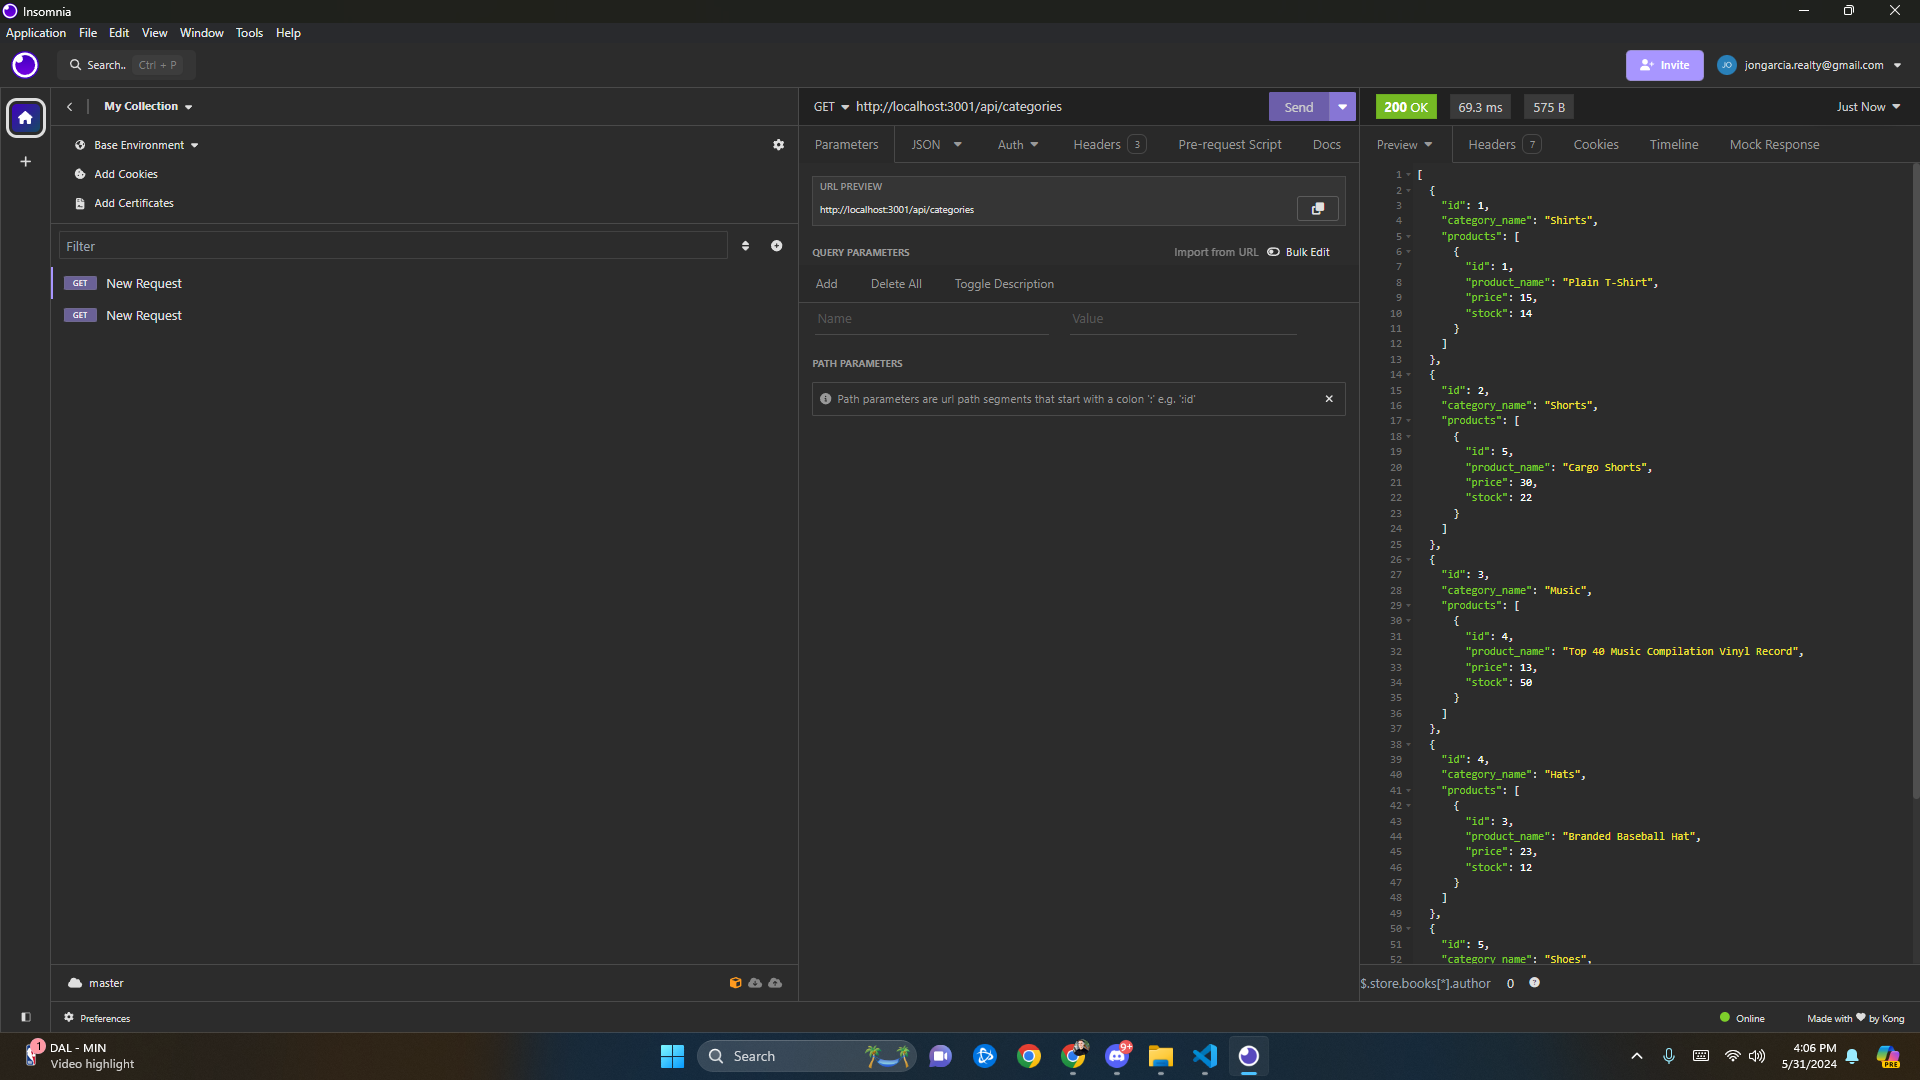 Insomnia
Application File Edit View Window Tools Help
Search.. Ctrl + P
Invite
JO jongarcia.realty@gmail.com
My Collection
Base Environment
Add Cookies
Add Certificates
Filter
GET New Request
GET New Request
master
Preferences
GET http://localhost:3001/api/categories Send
Parameters JSON Auth Headers 3 Pre-request Script Docs
URL PREVIEW
http://localhost:3001/api/categories
QUERY PARAMETERS Import from URL Bulk Edit
Add Delete All Toggle Description
Name Value
PATH PARAMETERS
Path parameters are url path segments that start with a colon ':' e.g. ':id'
200 OK 69.3 ms 575 B Just Now
Preview Headers 7 Cookies Timeline Mock Response
1 [
2 {
3 "id": 1,
4 "category_name": "Shirts",
5 "products": [
6 {
7 "id": 1,
8 "product_name": "Plain T-Shirt",
9 "price": 15,
10 "stock": 14
11 }
12 ]
13 },
14 {
15 "id": 2,
16 "category_name": "Shorts",
17 "products": [
18 {
19 "id": 5,
20 "product_name": "Cargo Shorts",
21 "price": 30,
22 "stock": 22
23 }
24 ]
25 },
26 {
27 "id": 3,
28 "category_name": "Music",
29 "products": [
30 {
31 "id": 4,
32 "product_name": "Top 40 Music Compilation Vinyl Record",
33 "price": 13,
34 "stock": 50
35 }
36 ]
37 },
38 {
39 "id": 4,
40 "category_name": "Hats",
41 "products": [
42 {
43 "id": 3,
44 "product_name": "Branded Baseball Hat",
45 "price": 23,
46 "stock": 12
47 }
48 ]
49 },
50 {
51 "id": 5,
52 "category_name": "Shoes",
$.store.books[*].author 0
Online Made with by Kong
1 DAL - MIN
Video highlight
Search
9+
4:06 PM
5/31/2024
PRE